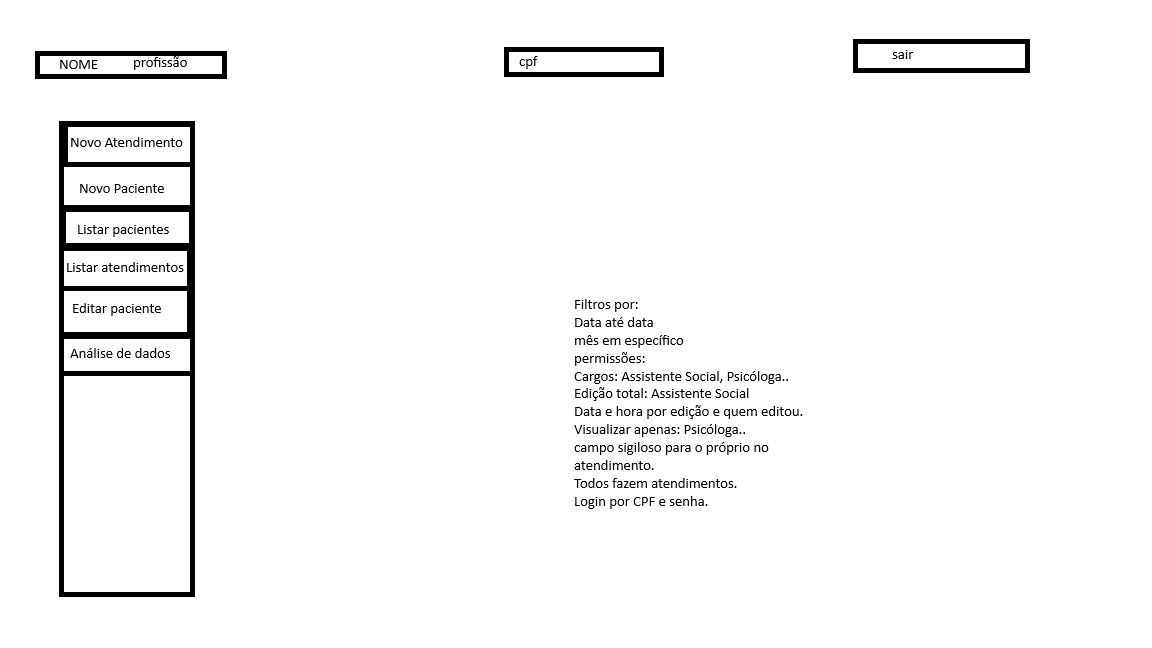 NOME profissão
cpf
sair
Novo Atendimento
Novo Paciente
Listar pacientes
Listar atendimentos
Editar paciente
Análise de dados
Filtros por:
Data até data
mês em específico
permissões:
Cargos: Assistente Social, Psicóloga..
Edição total: Assistente Social
Data e hora por edição e quem editou.
Visualizar apenas: Psicóloga..
campo sigiloso para o próprio no
atendimento.
Todos fazem atendimentos.
Login por CPF e senha.